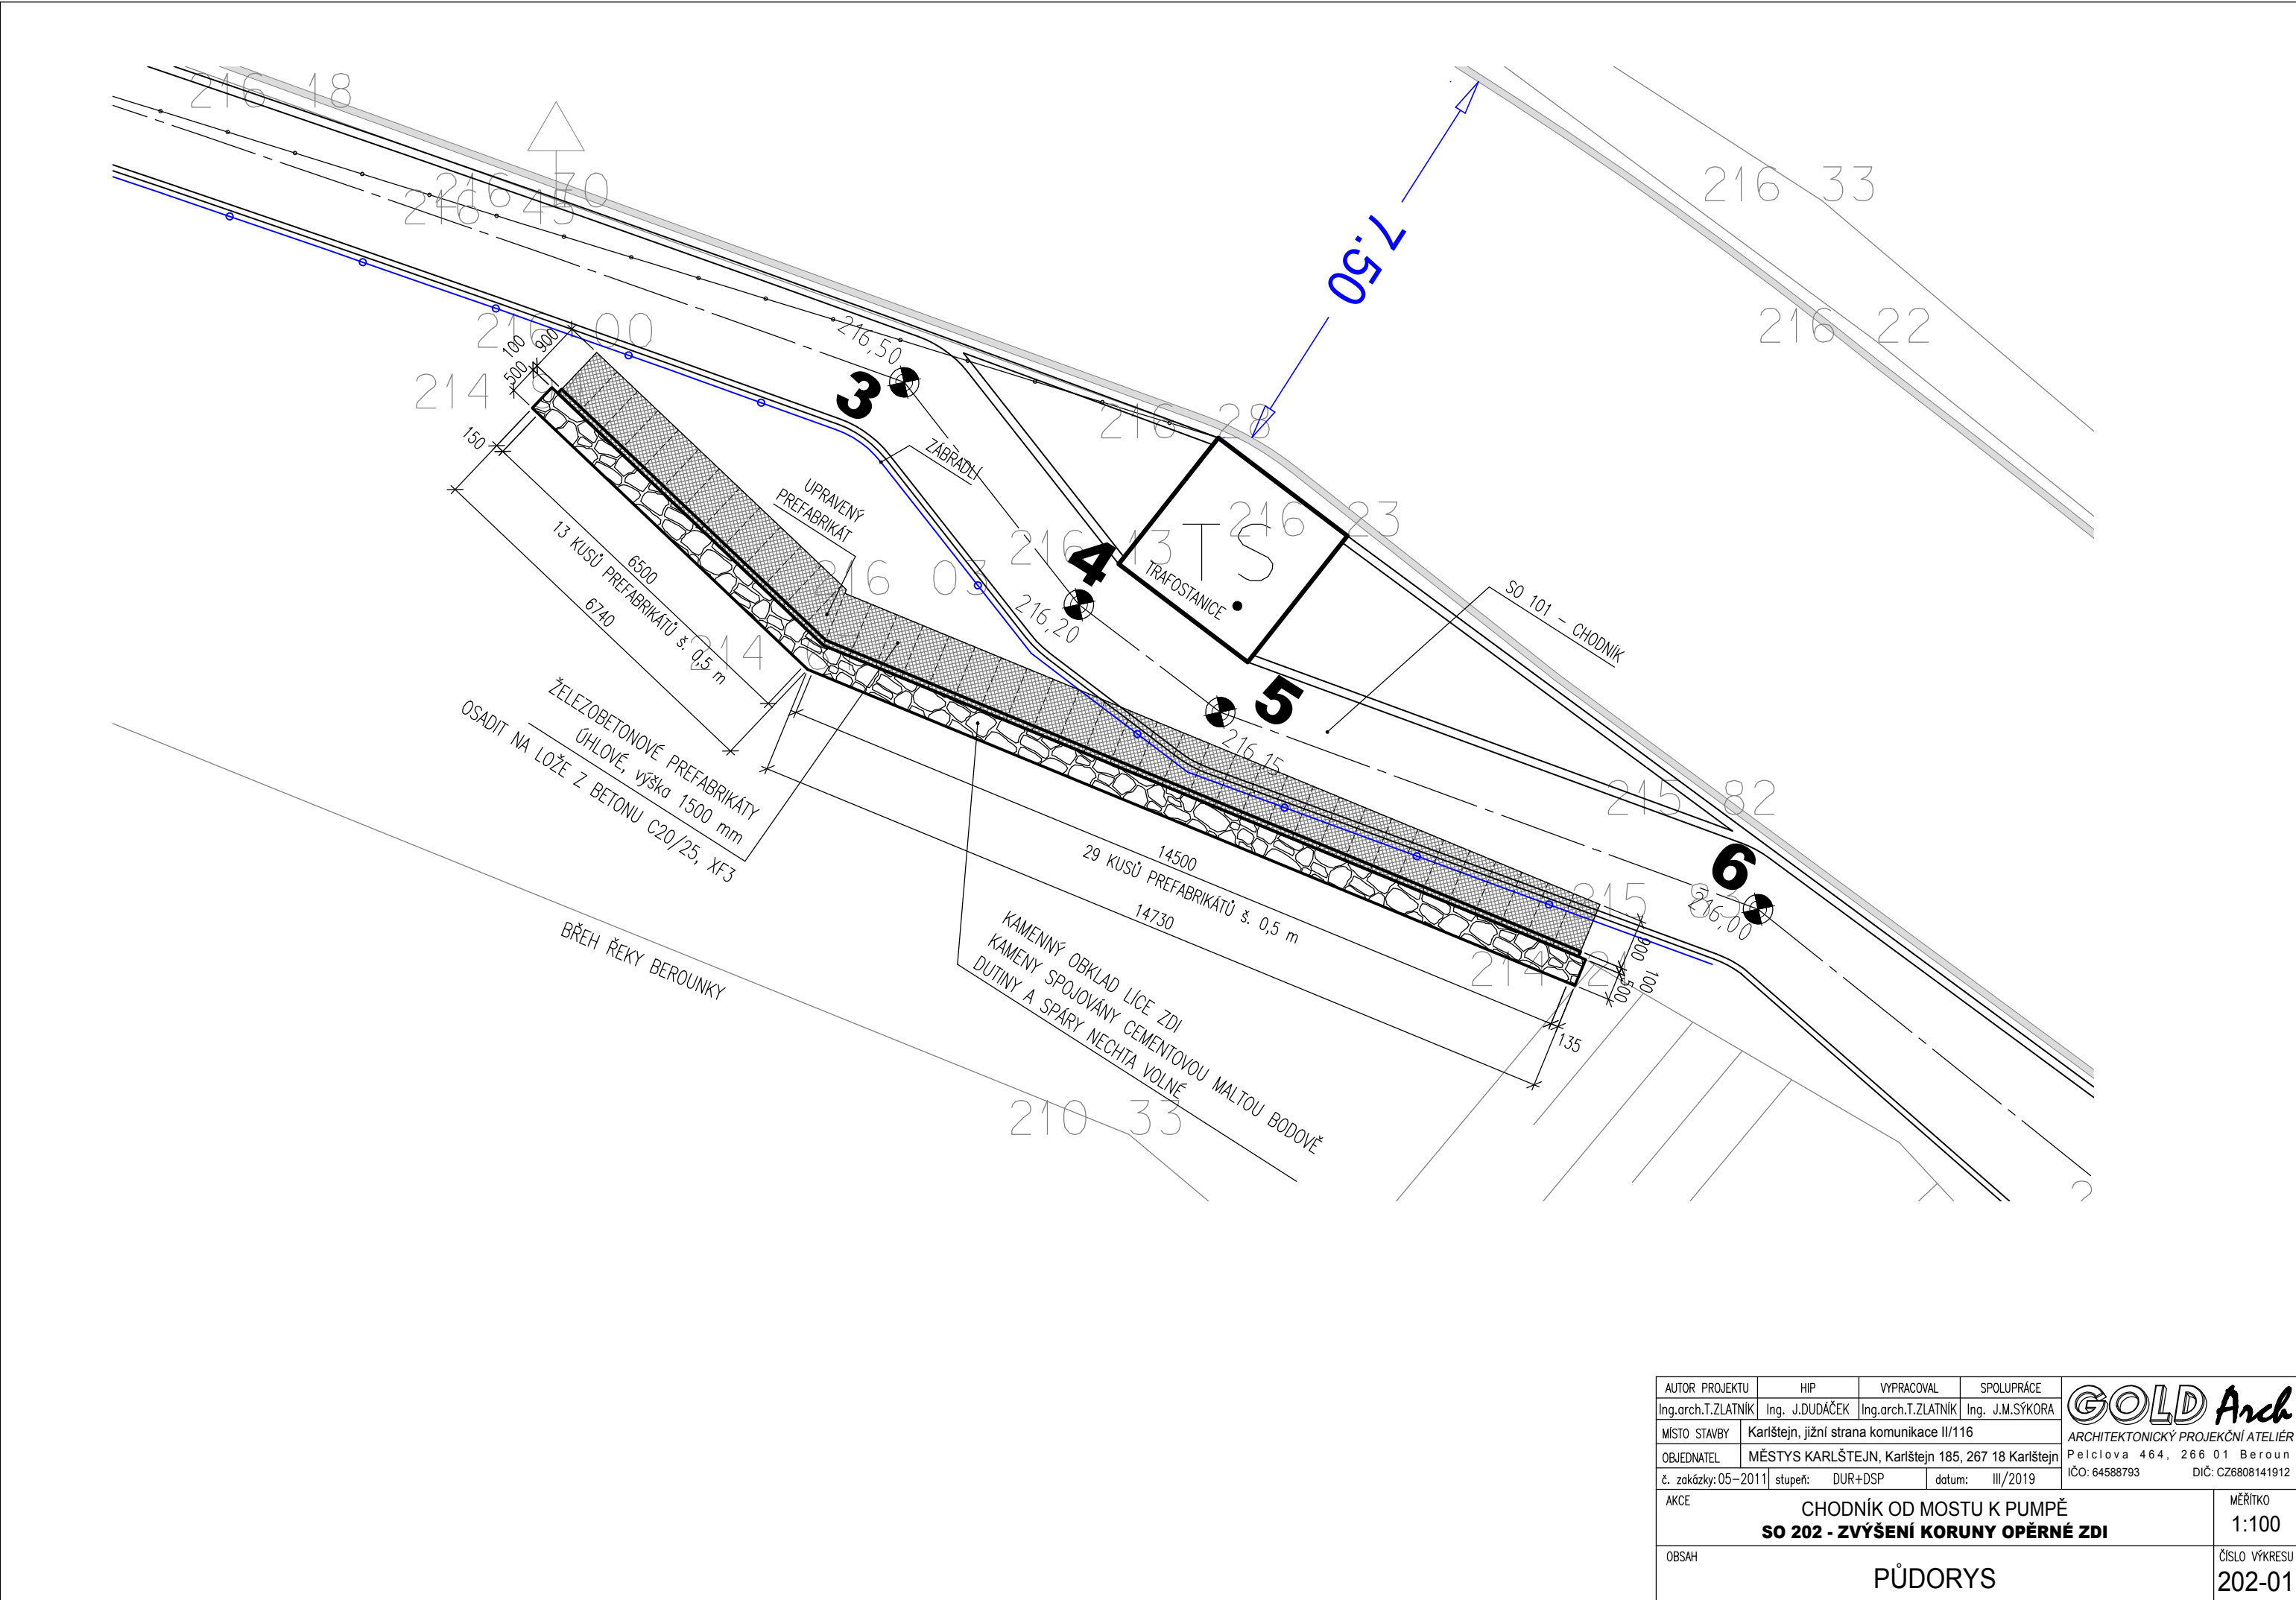 216 18
216 70
216 45
216 33
7.50
216 22
216 00
216,50
100
900
500
214
3
216 28
150
ZÁBRADLÍ
UPRAVENÝ
PREFABRIKÁT
216 23
216 13
TS
4
TRAFOSTANICE
6500
13 KUSŮ PREFABRIKÁTŮ š. 0,5 m
6740
216 03
216,20
SO 101 - CHODNÍK
214
5
216,15
ŽELEZOBETONOVÉ PREFABRIKÁTY
ÚHLOVÉ, výška 1500 mm
OSADIT NA LOŽE Z BETONU C20/25, XF3
215 82
6
14500
29 KUSŮ PREFABRIKÁTŮ š. 0,5 m
14730
215
216,00
900
100
500
214
135
KAMENNÝ OBKLAD LÍCE ZDI
KAMENY SPOJOVÁNY CEMENTOVOU MALTOU BODOVĚ
DUTINY A SPÁRY NECHTA VOLNÉ
BŘEH ŘEKY BEROUNKY
210 33
AUTOR PROJEKTU HIP VYPRACOVAL SPOLUPRÁCE
Ing.arch.T.ZLATNÍK Ing. J.DUDÁČEK Ing.arch.T.ZLATNÍK Ing. J.M.SÝKORA
MÍSTO STAVBY Karlštejn, jižní strana komunikace II/116
OBJEDNATEL MĚSTYS KARLŠTEJN, Karlštejn 185, 267 18 Karlštejn
č. zakázky: 05-2011 stupeň: DUR+DSP datum: III/2019
GOLD Arch
ARCHITEKTONICKÝ PROJEKČNÍ ATELIÉR
Pelclova 464, 266 01 Beroun
IČO: 64588793 DIČ: CZ6808141912
AKCE
CHODNÍK OD MOSTU K PUMPĚ
SO 202 - ZVÝŠENÍ KORUNY OPĚRNÉ ZDI
MĚŘÍTKO
1:100
OBSAH
PŮDORYS
ČÍSLO VÝKRESU
202-01